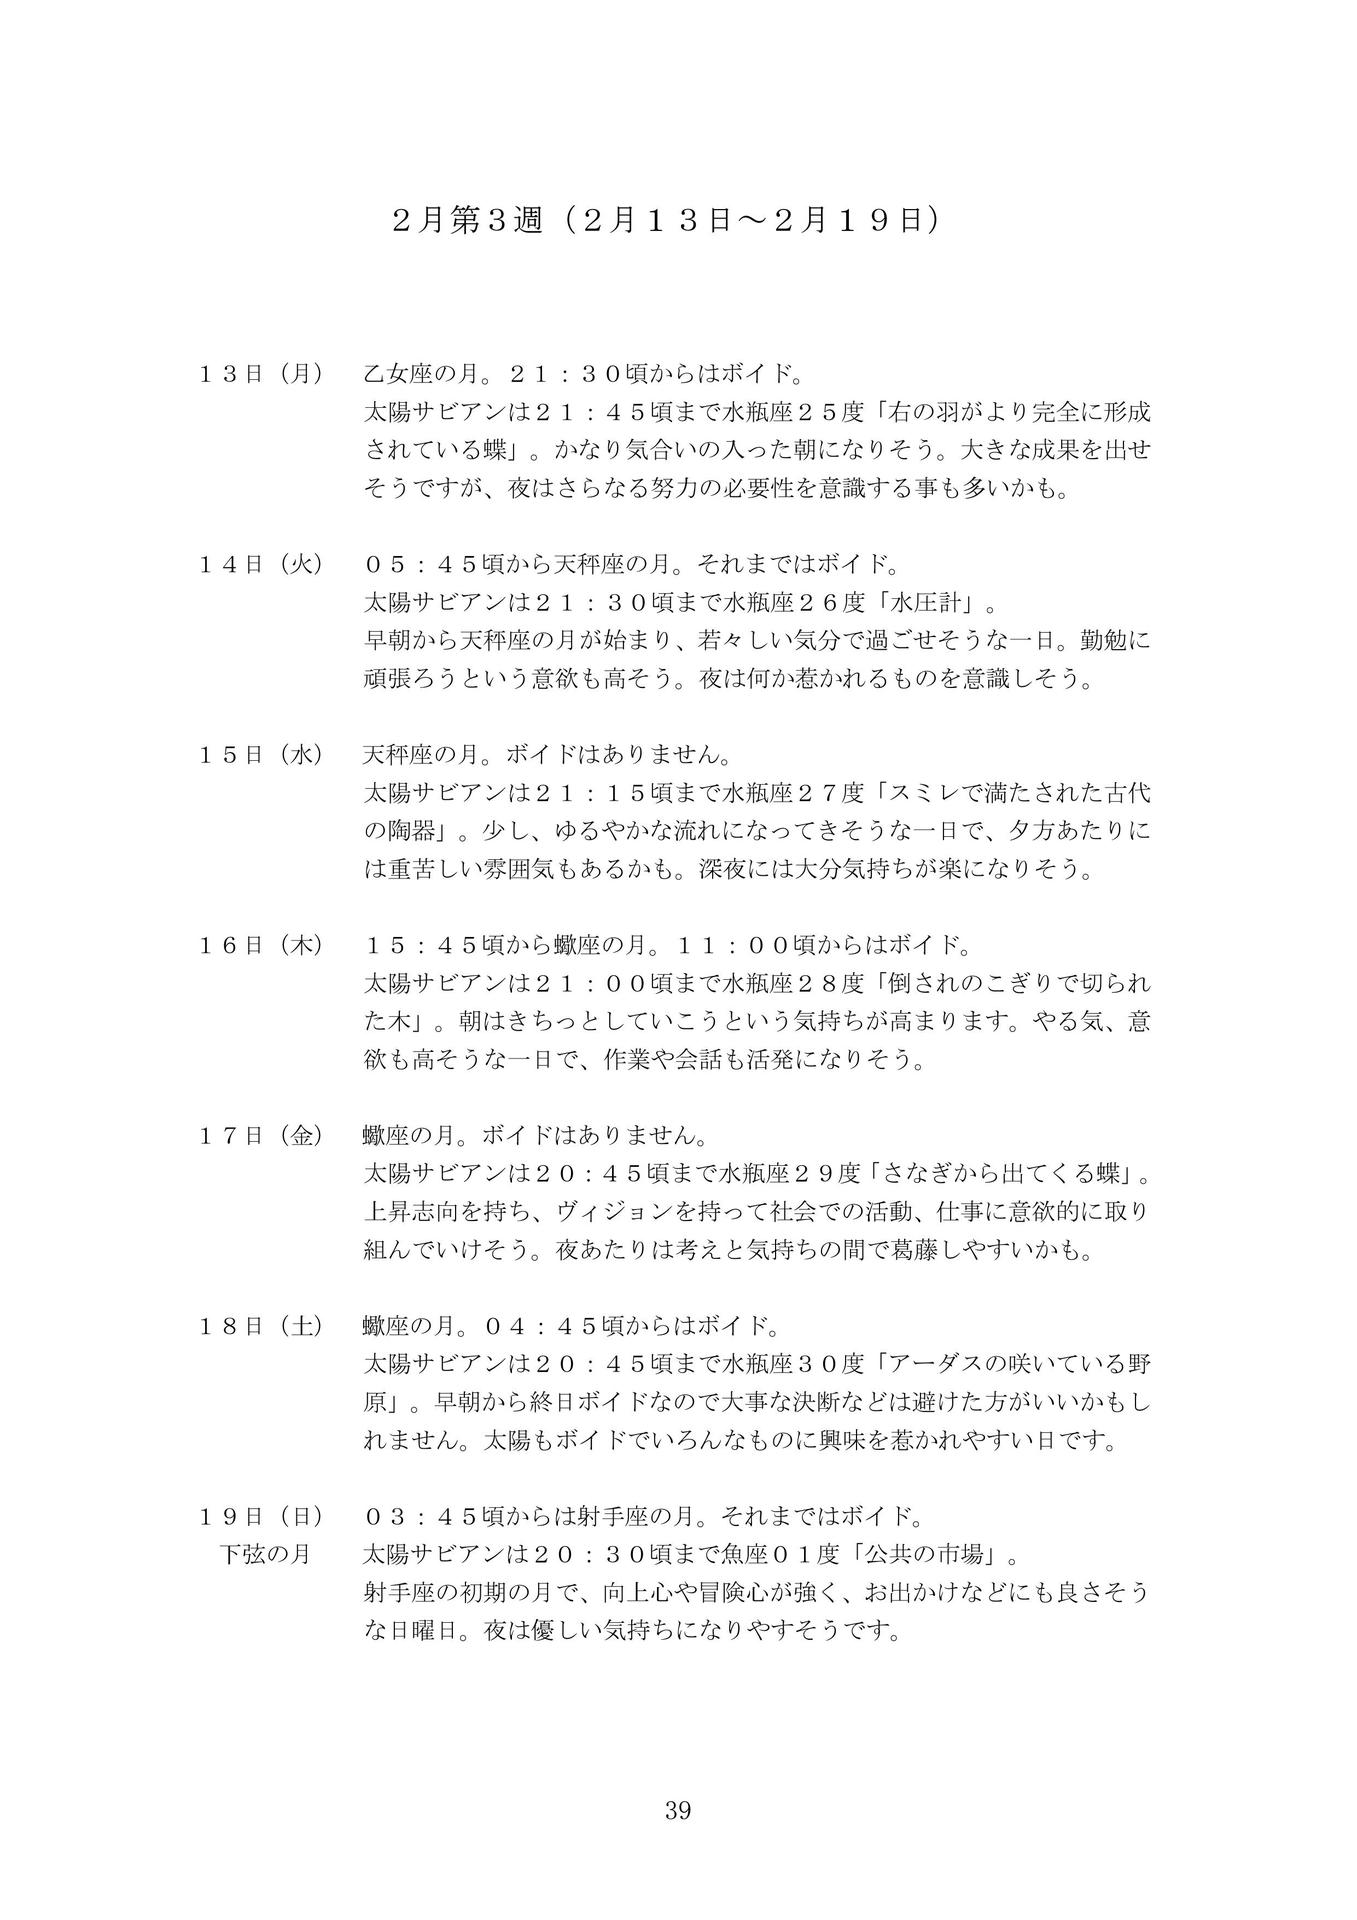 ２月第３週（２月１３日～２月１９日）
１３日（月）　乙女座の月。２１：３０頃からはボイド。
太陽サビアンは２１：４５頃まで水瓶座２５度「右の羽がより完全に形成
されている蝶」。かなり気合いの入った朝になりそう。大きな成果を出せ
そうですが、夜はさらなる努力の必要性を意識する事も多いかも。
１４日（火）　０５：４５頃から天秤座の月。それまではボイド。
太陽サビアンは２１：３０頃まで水瓶座２６度「水圧計」。
早朝から天秤座の月が始まり、若々しい気分で過ごせそうな一日。勤勉に
頑張ろうという意欲も高そう。夜は何か惹かれるものを意識しそう。
１５日（水）　天秤座の月。ボイドはありません。
太陽サビアンは２１：１５頃まで水瓶座２７度「スミレで満たされた古代
の陶器」。少し、ゆるやかな流れになってきそうな一日で、夕方あたりに
は重苦しい雰囲気もあるかも。深夜には大分気持ちが楽になりそう。
１６日（木）　１５：４５頃から蠍座の月。１１：００頃からはボイド。
太陽サビアンは２１：００頃まで水瓶座２８度「倒されのこぎりで切られ
た木」。朝はきちっとしていこうという気持ちが高まります。やる気、意
欲も高そうな一日で、作業や会話も活発になりそう。
１７日（金）　蠍座の月。ボイドはありません。
太陽サビアンは２０：４５頃まで水瓶座２９度「さなぎから出てくる蝶」。
上昇志向を持ち、ヴィジョンを持って社会での活動、仕事に意欲的に取り
組んでいけそう。夜あたりは考えと気持ちの間で葛藤しやすいかも。
１８日（土）　蠍座の月。０４：４５頃からはボイド。
太陽サビアンは２０：４５頃まで水瓶座３０度「アーダスの咲いている野
原」。早朝から終日ボイドなので大事な決断などは避けた方がいいかもし
れません。太陽もボイドでいろんなものに興味を惹かれやすい日です。
１９日（日）　０３：４５頃からは射手座の月。それまではボイド。
下弦の月　太陽サビアンは２０：３０頃まで魚座０１度「公共の市場」。
射手座の初期の月で、向上心や冒険心が強く、お出かけなどにも良さそう
な日曜日。夜は優しい気持ちになりやすそうです。
39